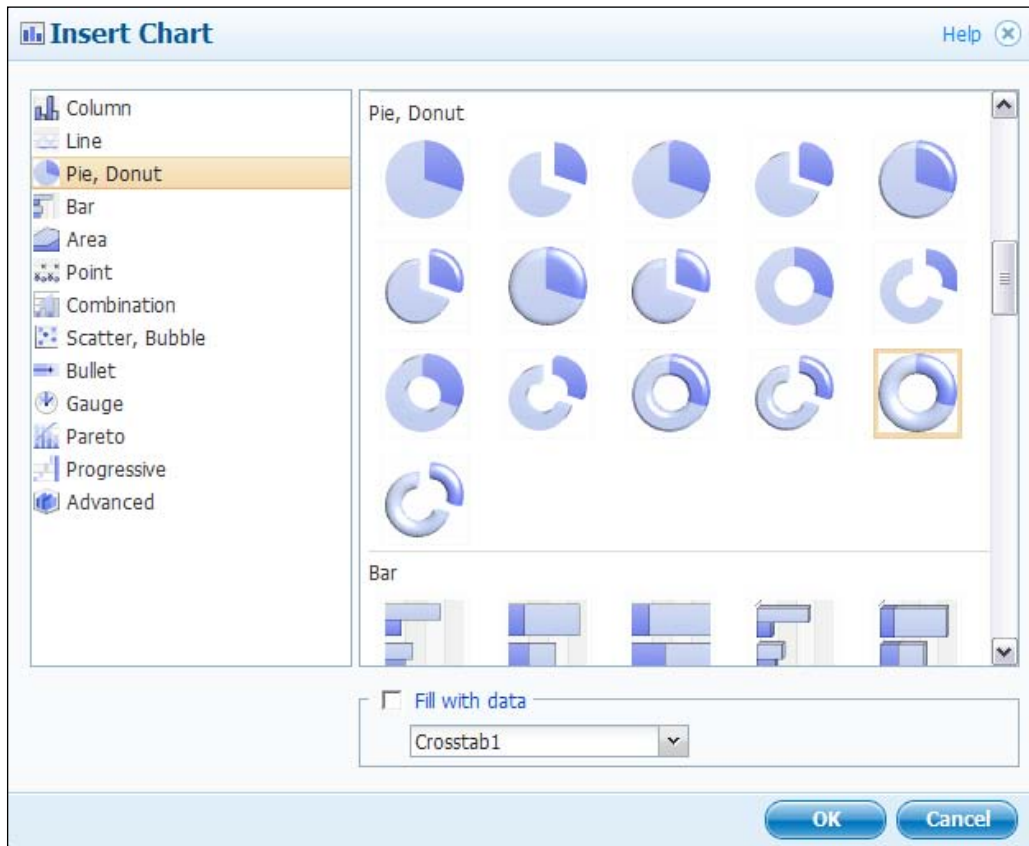 Insert Chart
Help
Column
Line
Pie, Donut
Bar
Area
Point
Combination
Scatter, Bubble
Bullet
Gauge
Pareto
Progressive
Advanced
Pie, Donut
Bar
Fill with data
Crosstab1
OK
Cancel